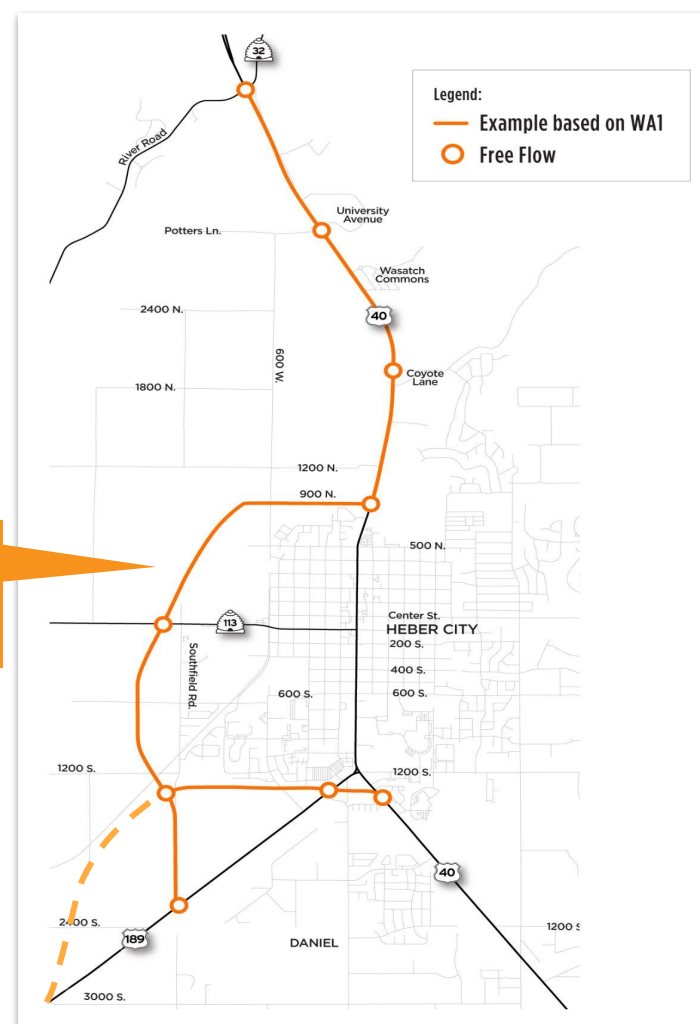 32
Legend:
Example based on WA1
Free Flow
River Road
University
Avenue
Potters Ln.
Wasatch
Commons
2400 N.
40
600 W.
Coyote
Lane
1800 N.
1200 N.
900 N.
500 N.
Center St.
113
HEBER CITY
200 S.
Southfield Rd.
400 S.
600 S.
600 S.
1200 S.
1200 S.
40
2400 S.
189
1200 S
DANIEL
3000 S.